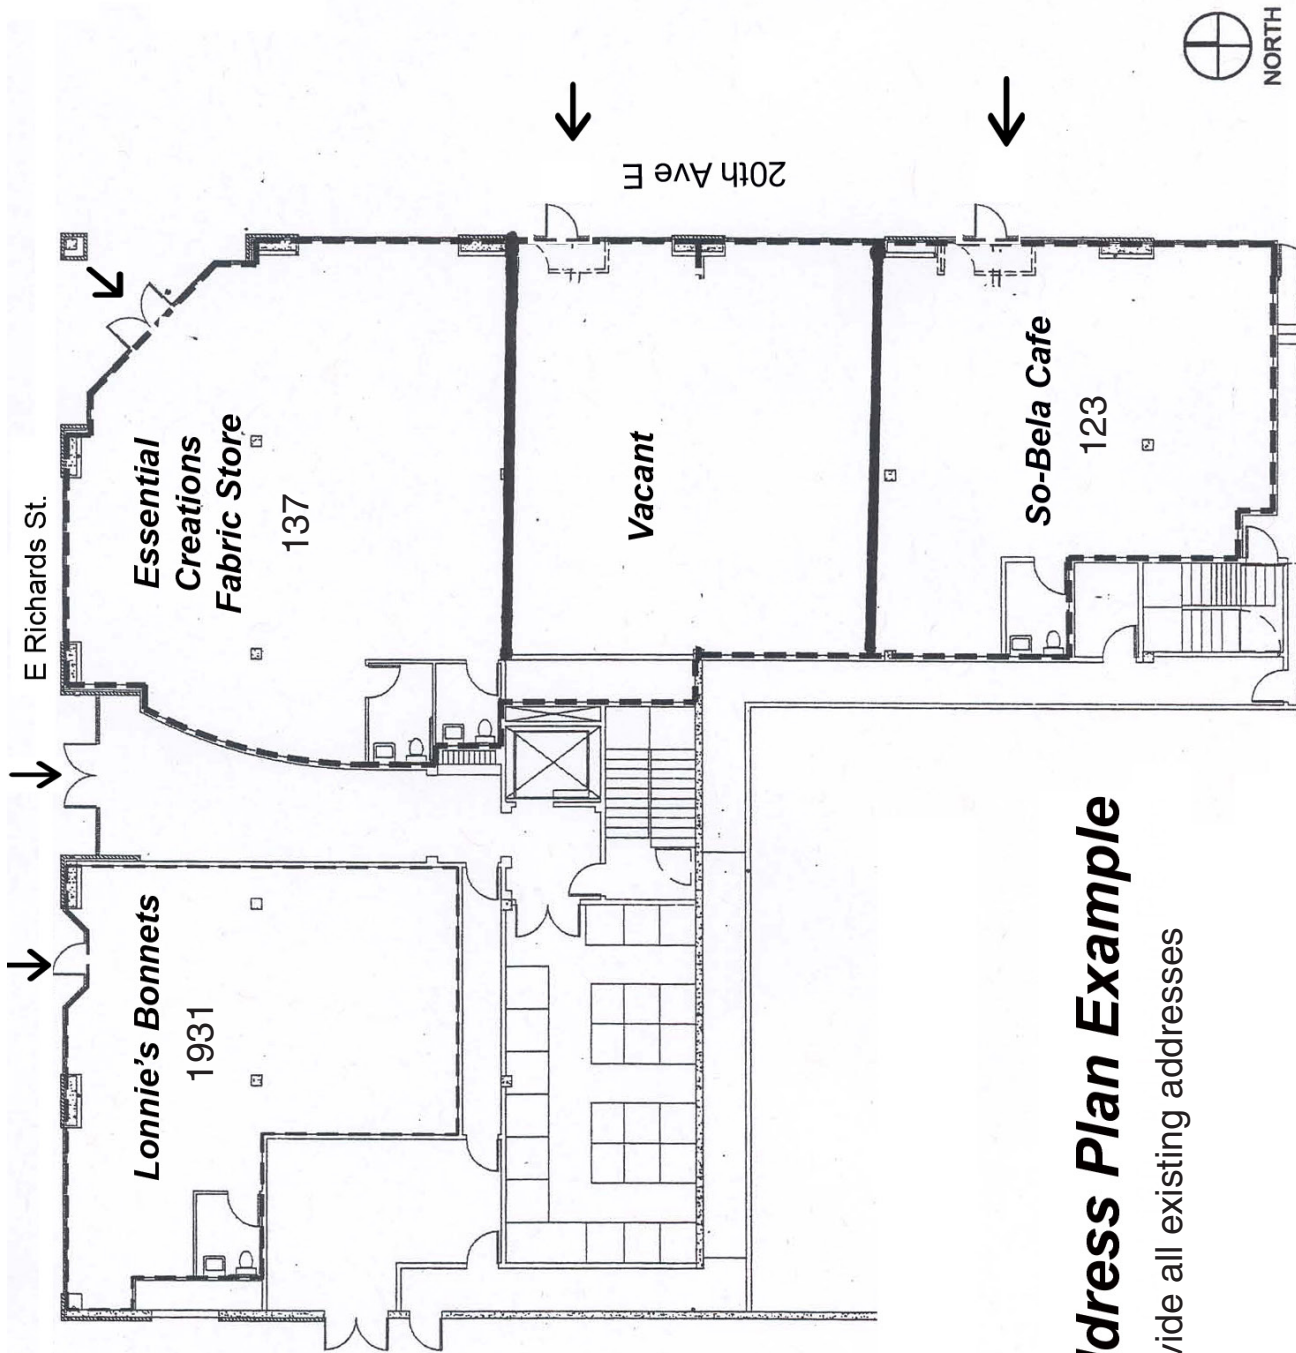 E Richards St.
NORTH
20th Ave E
Essential
Creations
Fabric Store
137
Vacant
So-Bela Cafe
123
Lonnie's Bonnets
1931
dress Plan Example
vide all existing addresses